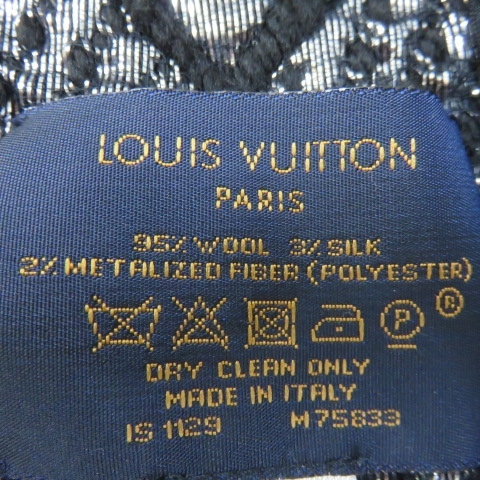 LOUIS VUITTON
PARIS
95% WOOL 3% SILK
2% METALIZED FIBER (POLYESTER)
P ®
DRY CLEAN ONLY
MADE IN ITALY
IS 1129 M75833